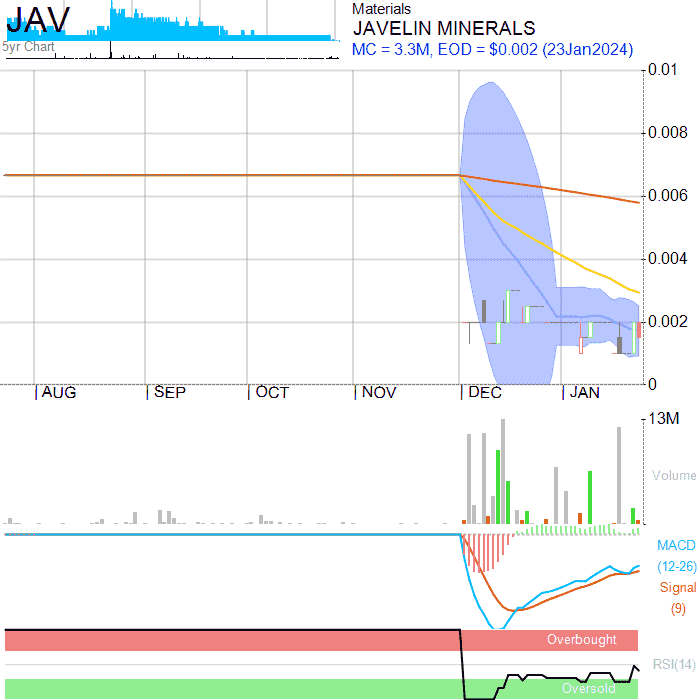 JAV
5yr Chart
Materials
JAVELIN MINERALS
MC = 3.3M, EOD = $0.002 (23Jan2024)
0.01
0.008
0.006
0.004
0.002
0
AUG SEP OCT NOV DEC JAN
13M
Volume
MACD
(12-26)
Signal
(9)
Overbought
RSI(14)
Oversold